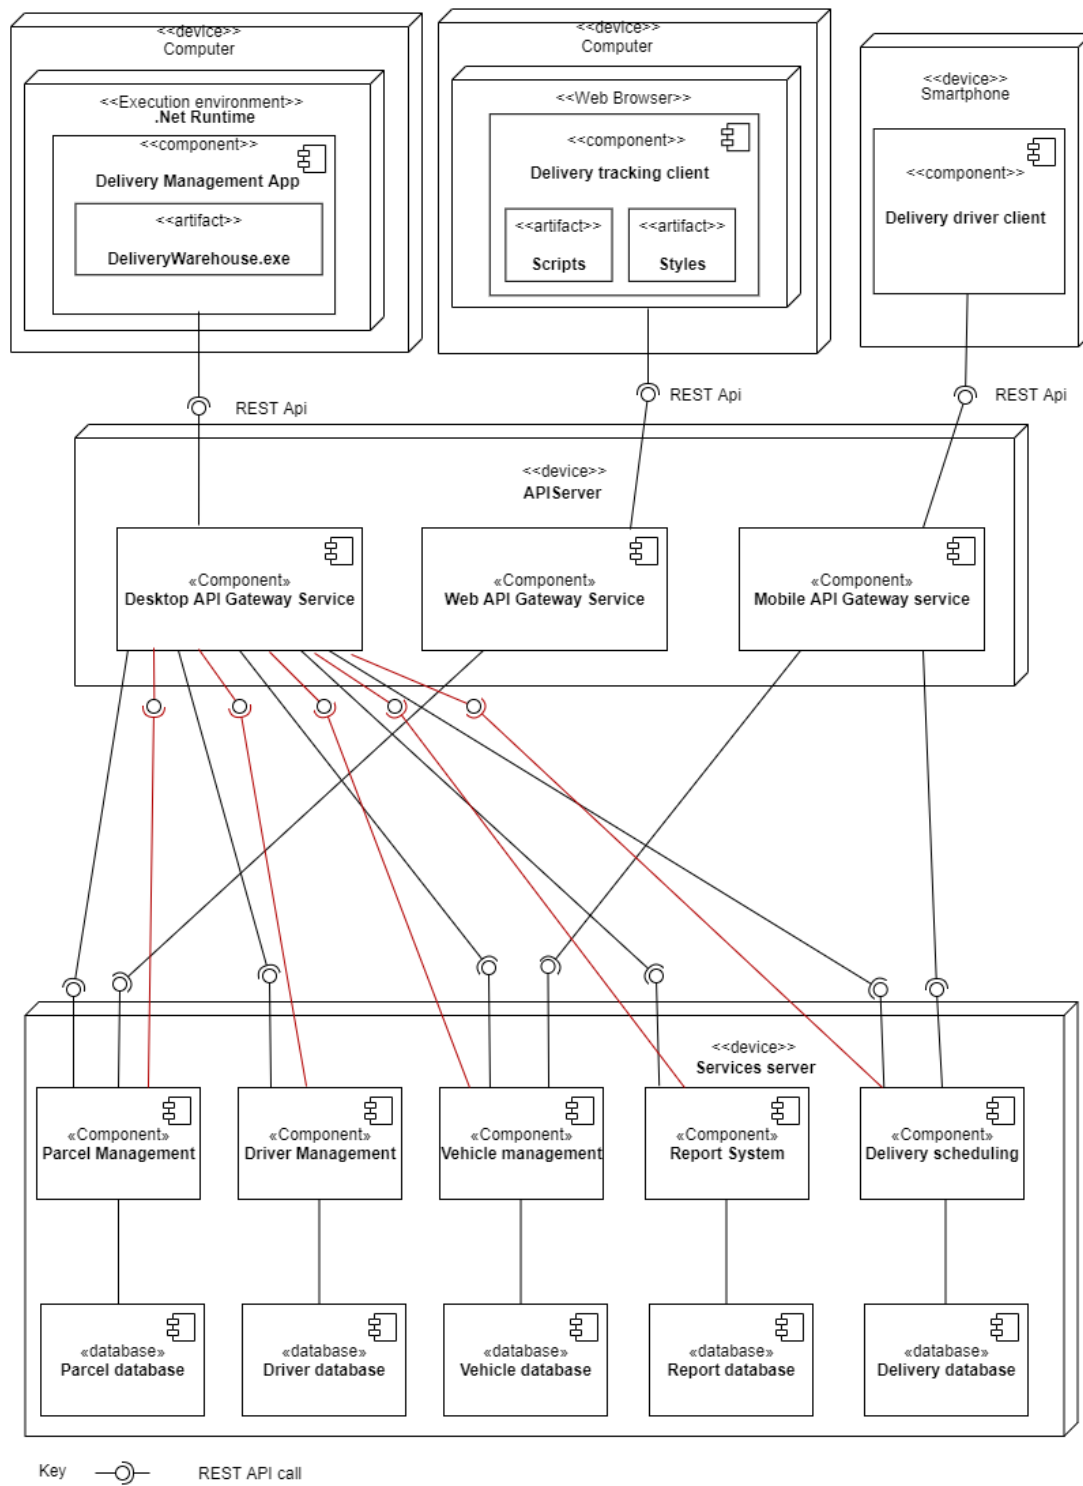 <<device>>
Computer
<<Execution environment>>
.Net Runtime
<<component>>
Delivery Management App
<<artifact>>
DeliveryWarehouse.exe
<<device>>
Computer
<<Web Browser>>
<<component>>
Delivery tracking client
<<artifact>>
Scripts
<<artifact>>
Styles
<<device>>
Smartphone
<<component>>
Delivery driver client
REST Api
REST Api
REST Api
<<device>>
APIServer
«Component»
Desktop API Gateway Service
«Component»
Web API Gateway Service
«Component»
Mobile API Gateway service
<<device>>
Services server
«Component»
Parcel Management
«Component»
Driver Management
«Component»
Vehicle management
«Component»
Report System
«Component»
Delivery scheduling
«database»
Parcel database
«database»
Driver database
«database»
Vehicle database
«database»
Report database
«database»
Delivery database
Key
REST API call